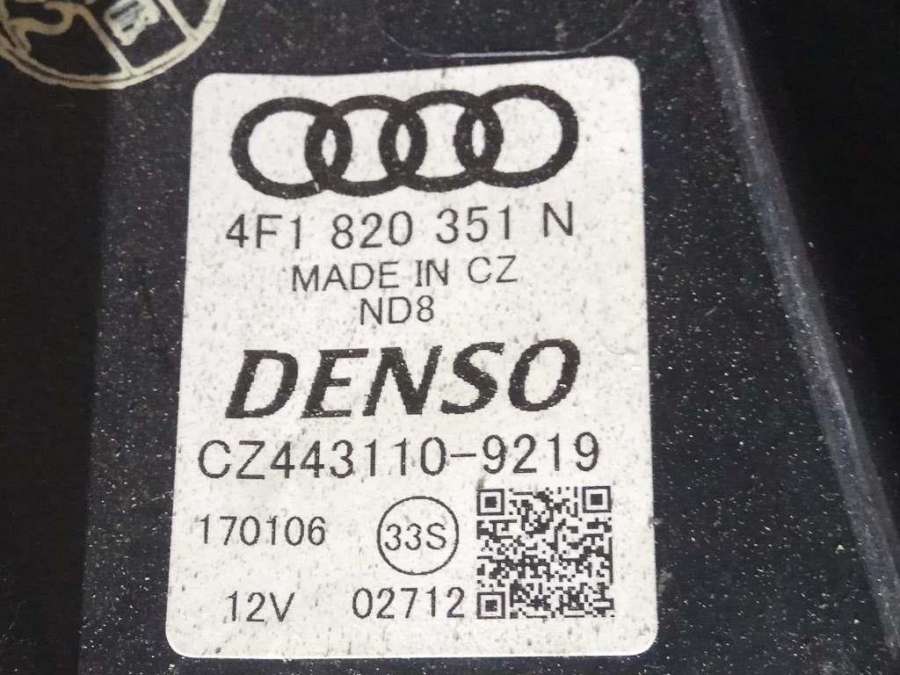 4F1 820 351 N
MADE IN CZ
ND8
DENSO
CZ443110-9219
170106
33S
12V
02712